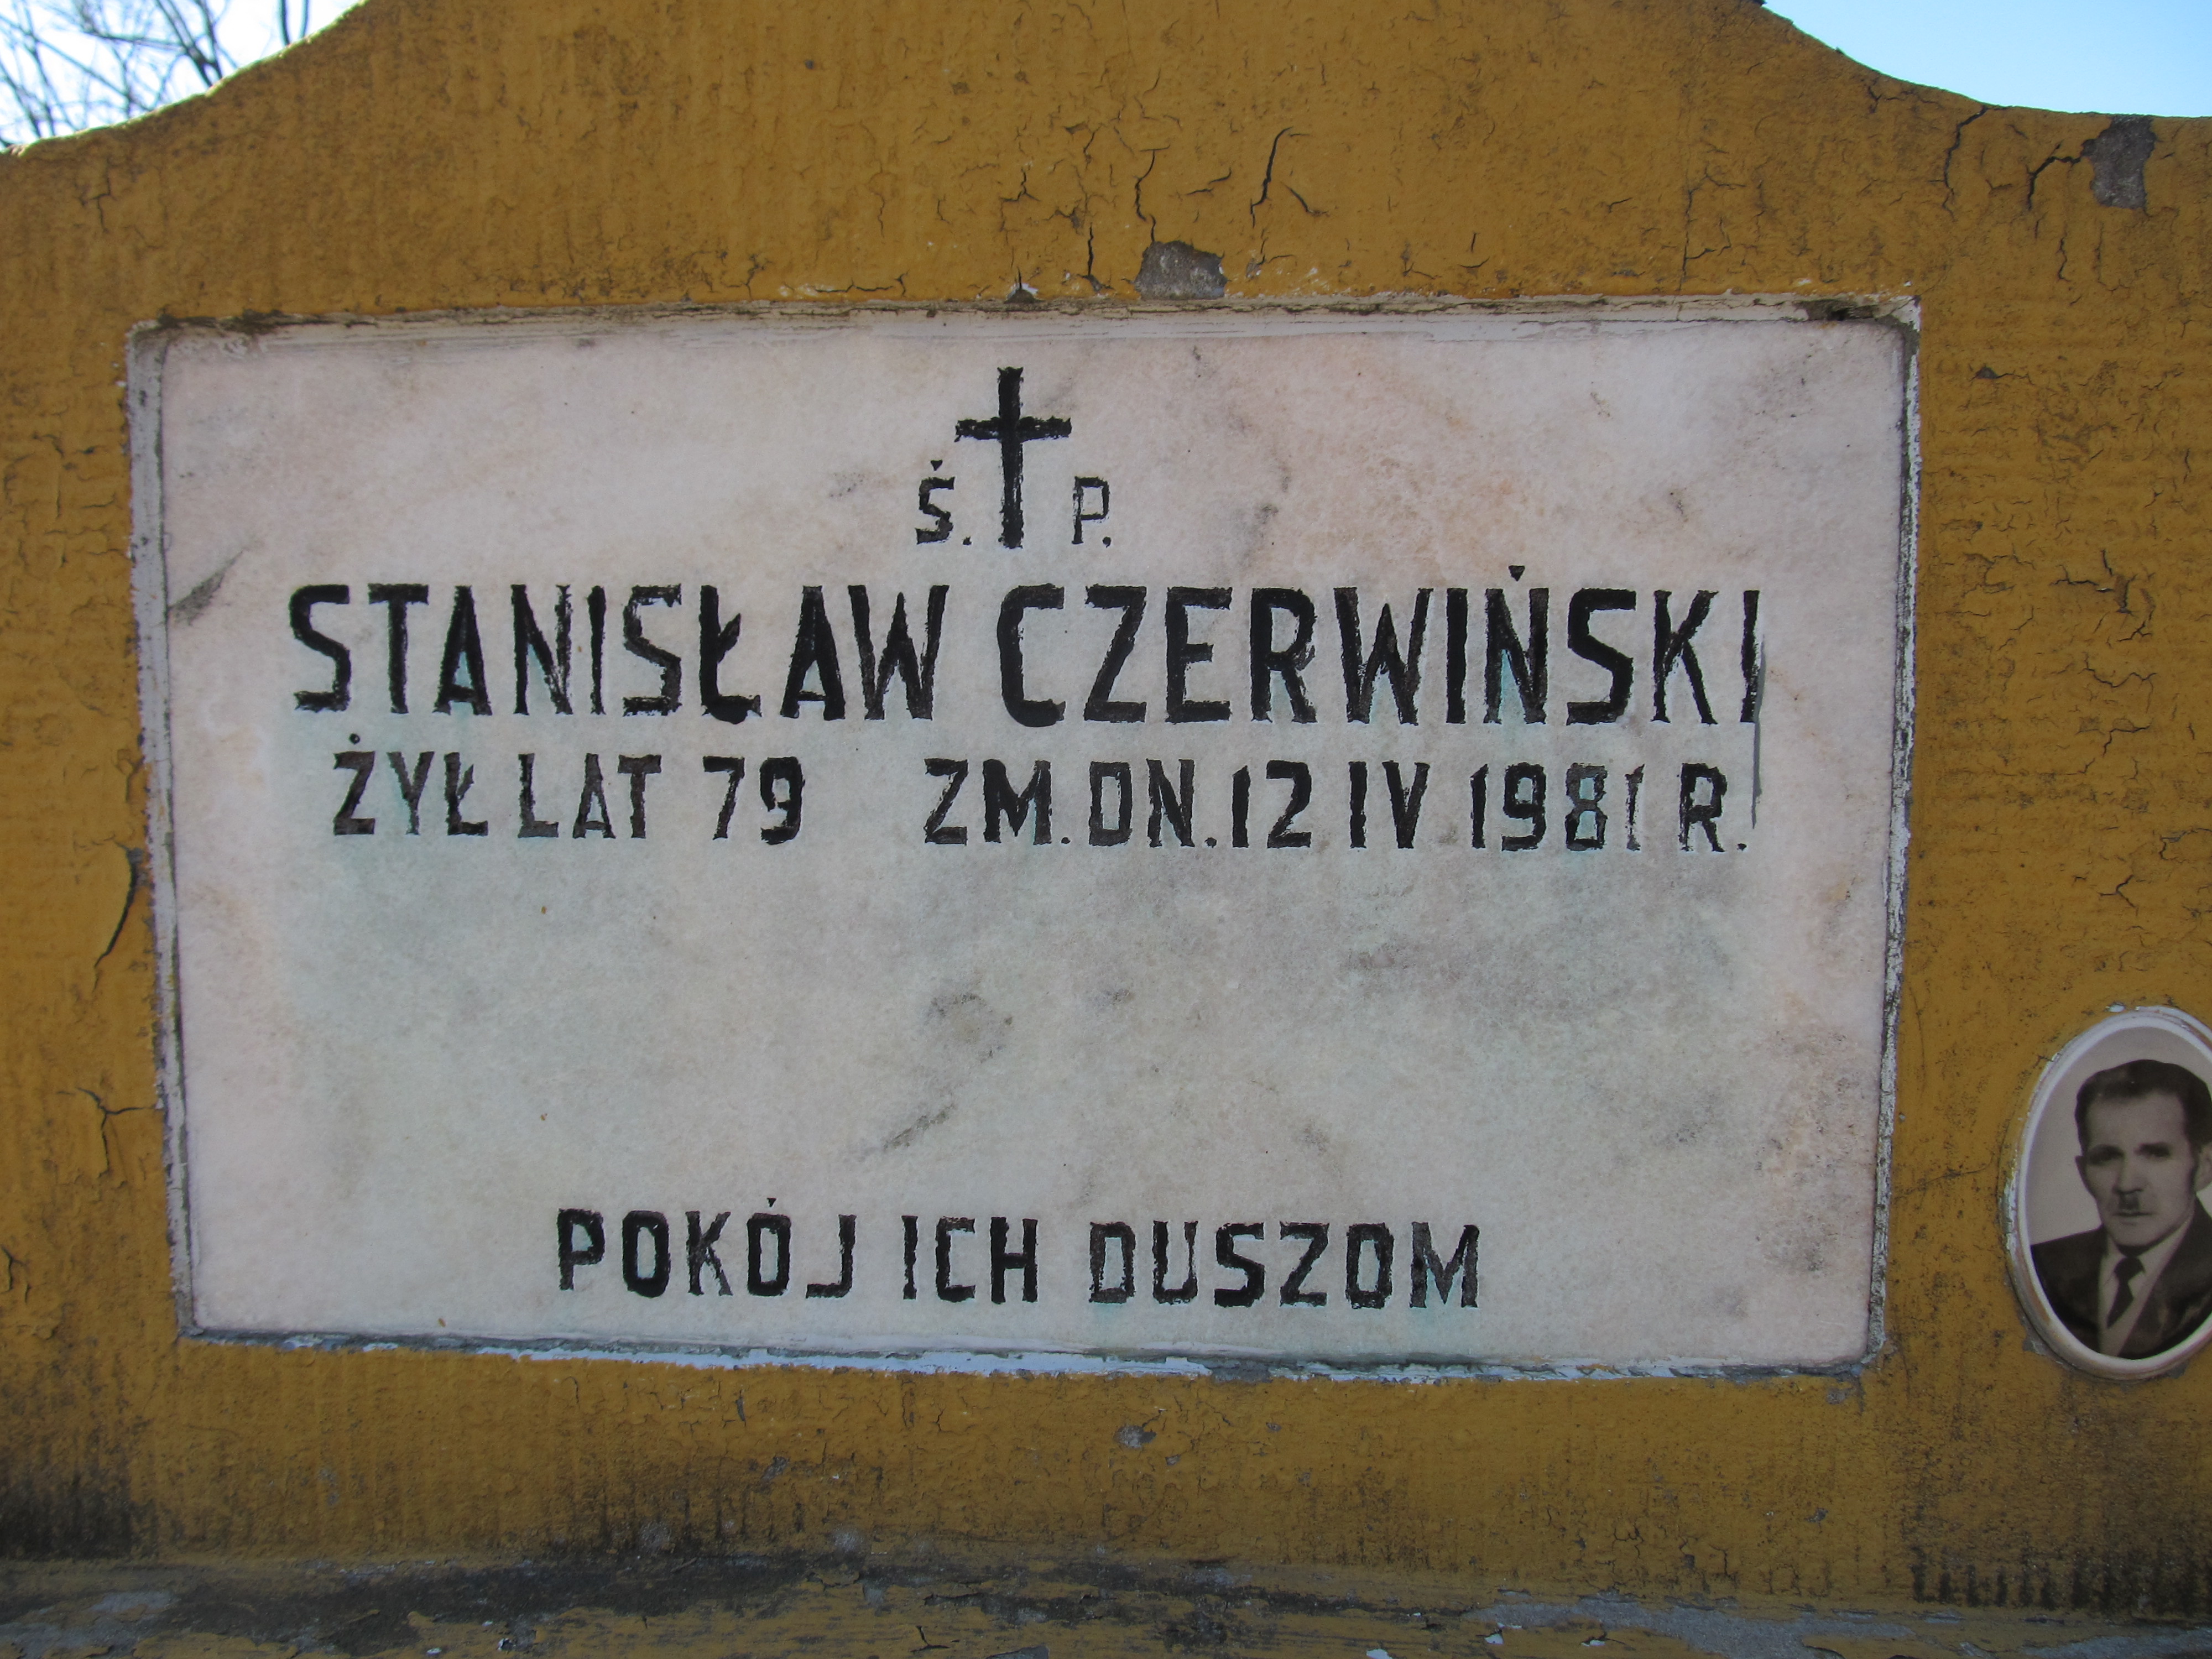 Ś. P.
STANISŁAW CZERWIŃSKI
ŻYŁ LAT 79 ZM. DN. 12 IV 1981 R.
POKÓJ ICH DUSZOM